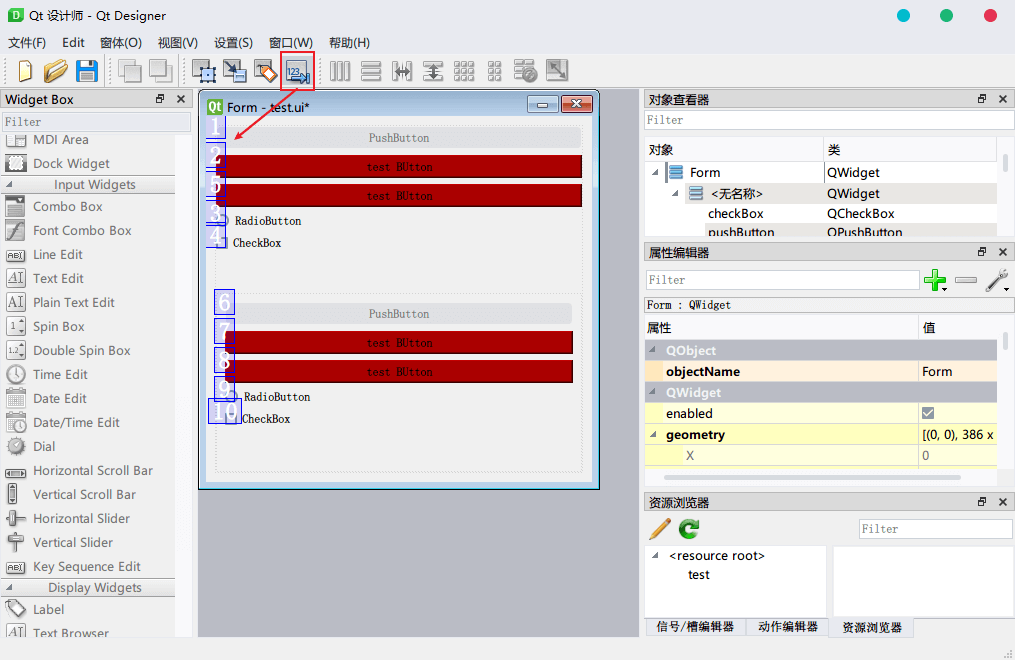 Qt 设计师 - Qt Designer
文件(F) Edit 窗体(O) 视图(V) 设置(S) 窗口(W) 帮助(H)
123
Widget Box
Filter
MDI Area
Dock Widget
Input Widgets
Combo Box
Font Combo Box
Line Edit
Text Edit
Plain Text Edit
Spin Box
Double Spin Box
Time Edit
Date Edit
Date/Time Edit
Dial
Horizontal Scroll Bar
Vertical Scroll Bar
Horizontal Slider
Vertical Slider
Key Sequence Edit
Display Widgets
Label
Text Browser
Qt Form - test.ui*
1 PushButton
2 test BUtton
5 test BUtton
3 RadioButton
4 CheckBox
6 PushButton
7 test BUtton
8 test BUtton
9 RadioButton
10 CheckBox
对象查看器
Filter
对象 类
Form QWidget
<无名称> QWidget
checkBox QCheckBox
pushButton QPushButton
属性编辑器
Filter
Form : QWidget
属性 值
QObject
objectName Form
QWidget
enabled
geometry [(0, 0), 386 x
X 0
资源浏览器
Filter
<resource root>
test
信号/槽编辑器 动作编辑器 资源浏览器